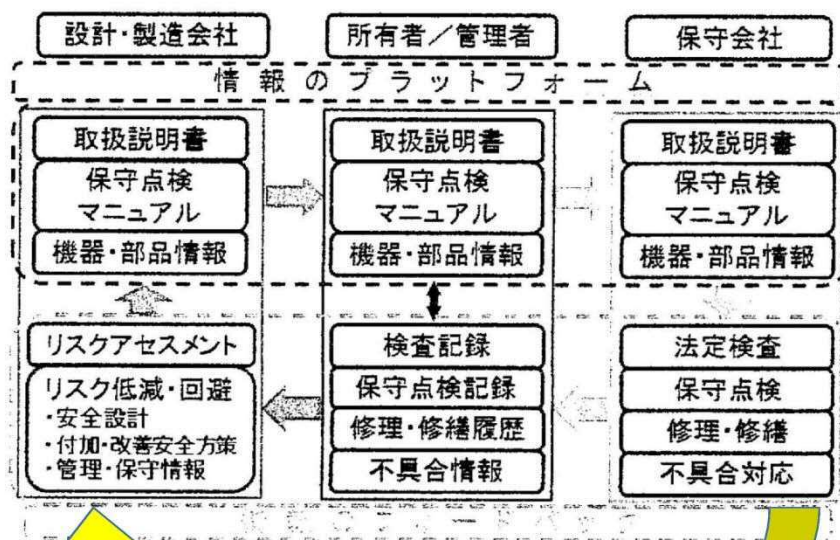 設計・製造会社
所有者／管理者
保守会社
情報のプラットフォーム
取扱説明書
保守点検
マニュアル
機器・部品情報
取扱説明書
保守点検
マニュアル
機器・部品情報
取扱説明書
保守点検
マニュアル
機器・部品情報
リスクアセスメント
リスク低減・回避
・安全設計
・付加・改善安全方策
・管理・保守情報
検査記録
保守点検記録
修理・修繕履歴
不具合情報
法定検査
保守点検
修理・修繕
不具合対応